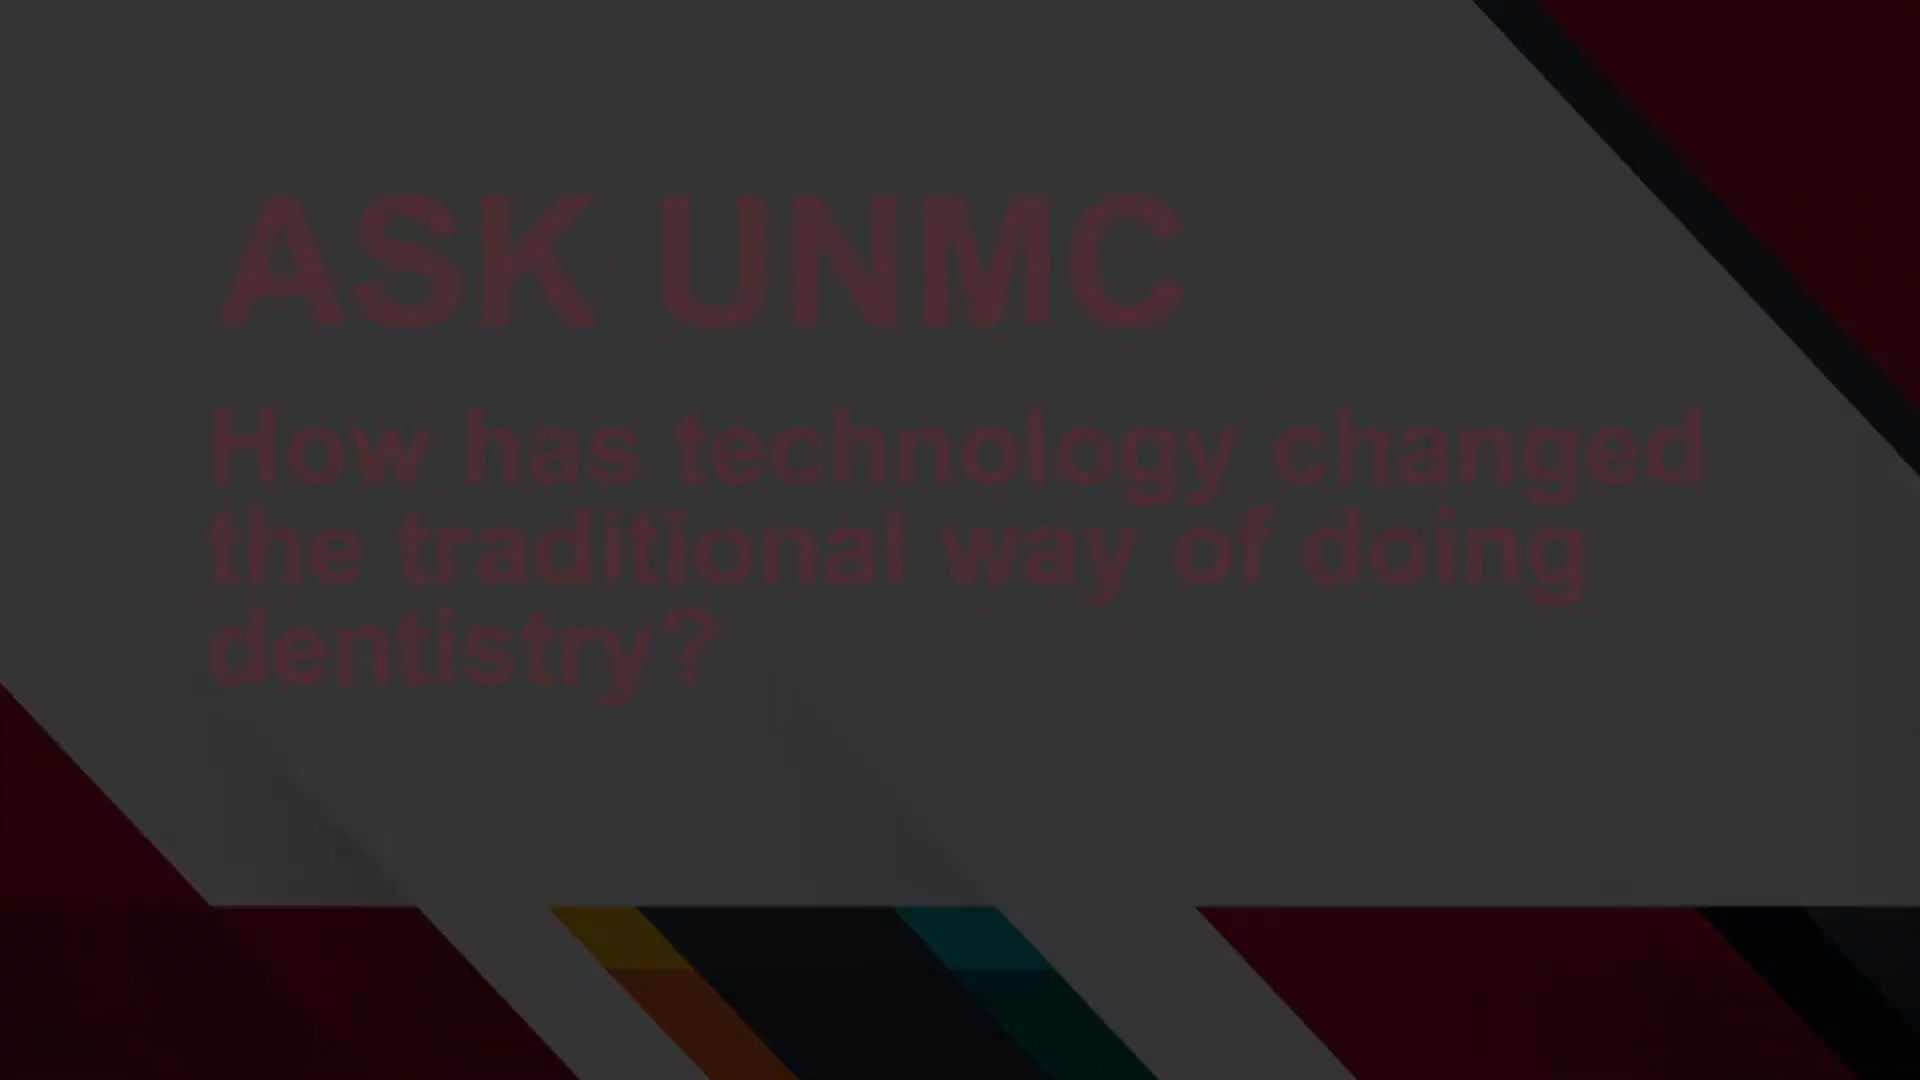 ASK UNMC
How has technology changed
the traditional way of doing
dentistry?